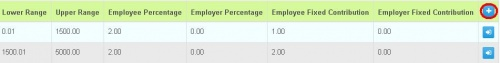 Lower Range Upper Range Employee Percentage Employer Percentage Employee Fixed Contribution Employer Fixed Contribution
0.01 1500.00 2.00 0.00 1.00 0.00
1500.01 5000.00 2.00 0.00 2.00 0.00